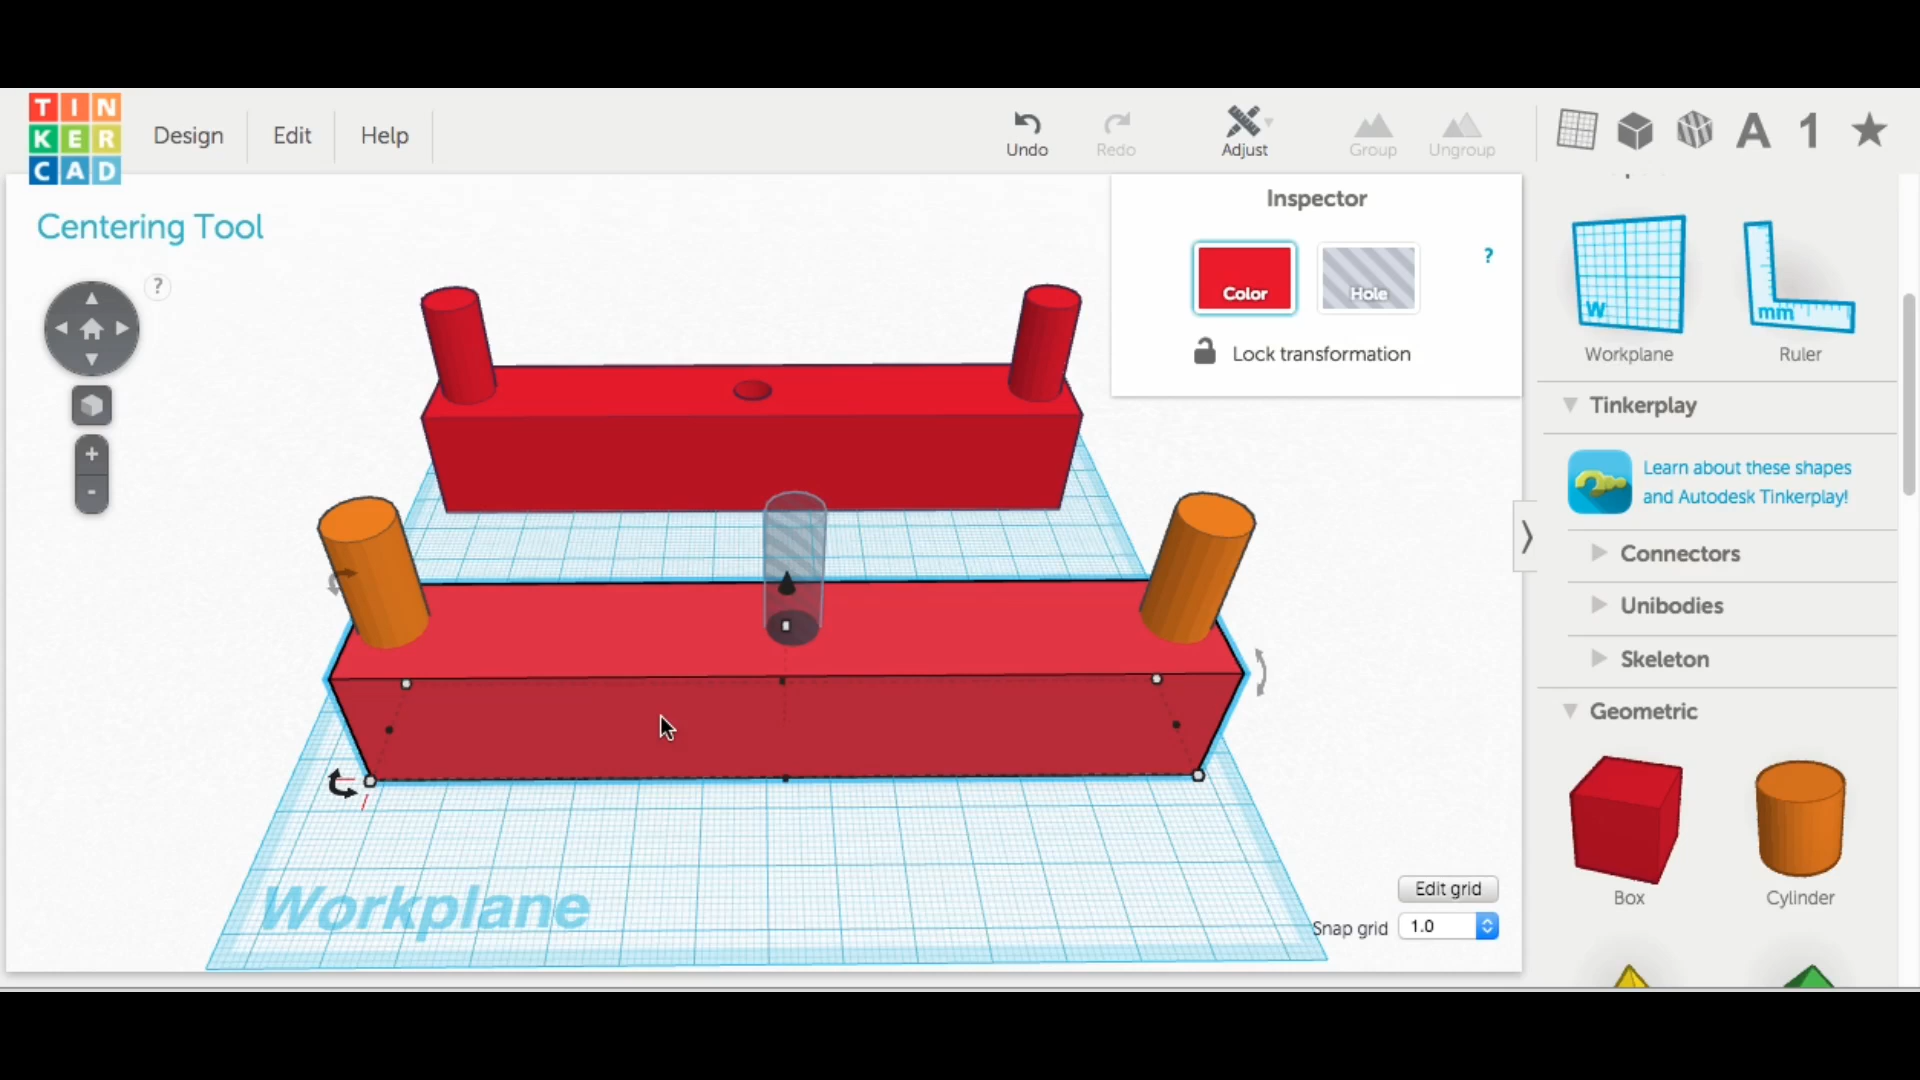 TIN
KER
CAD
Design
Edit
Help
Undo
Redo
Adjust
Group
Ungroup
A
1
Centering Tool
?
Inspector
Color
Hole
?
Lock transformation
+
-
W
mm
Workplane
Ruler
Tinkerplay
Learn about these shapes
and Autodesk Tinkerplay!
Connectors
Unibodies
Skeleton
Geometric
Box
Cylinder
Workplane
Edit grid
Snap grid
1.0